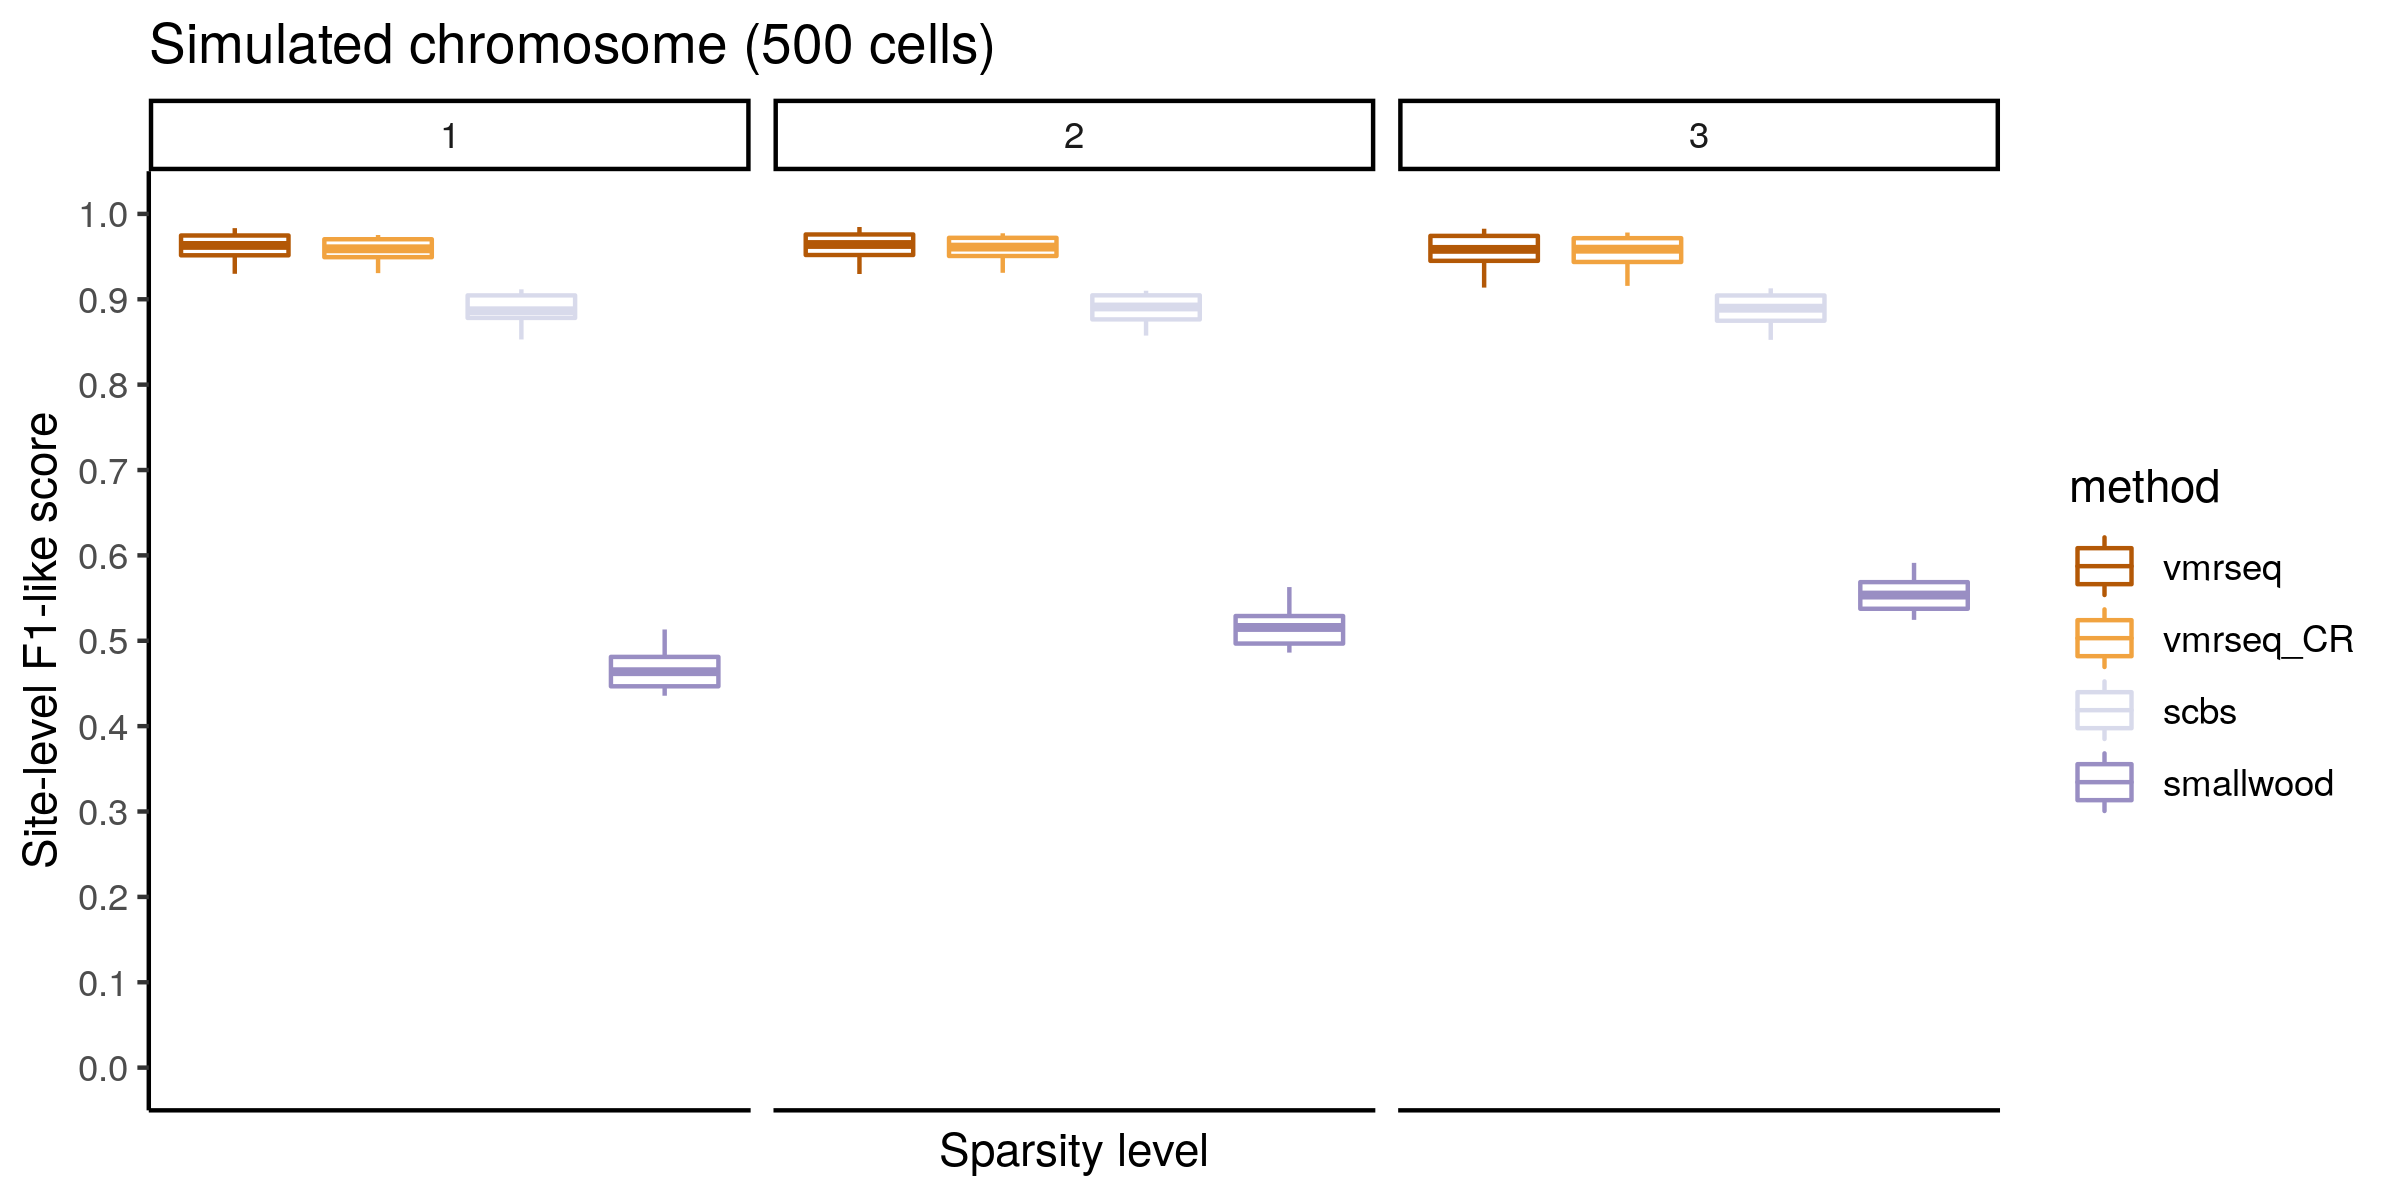 Simulated chromosome (500 cells)
1
2
3
1.0
0.9
0.8
0.7
0.6
0.5
0.4
0.3
0.2
0.1
0.0
Site-level F1-like score
Sparsity level
method
vmrseq
vmrseq_CR
scbs
smallwood